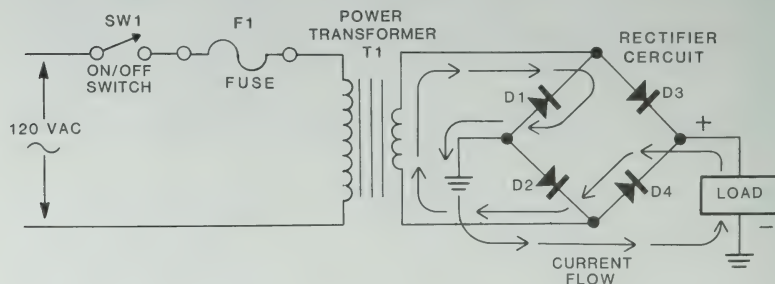 SW1
ON/OFF
SWITCH
F1
FUSE
POWER
TRANSFORMER
T1
RECTIFIER
CERCUIT
D1
D3
120 VAC
+
D2
D4
LOAD
−
CURRENT
FLOW